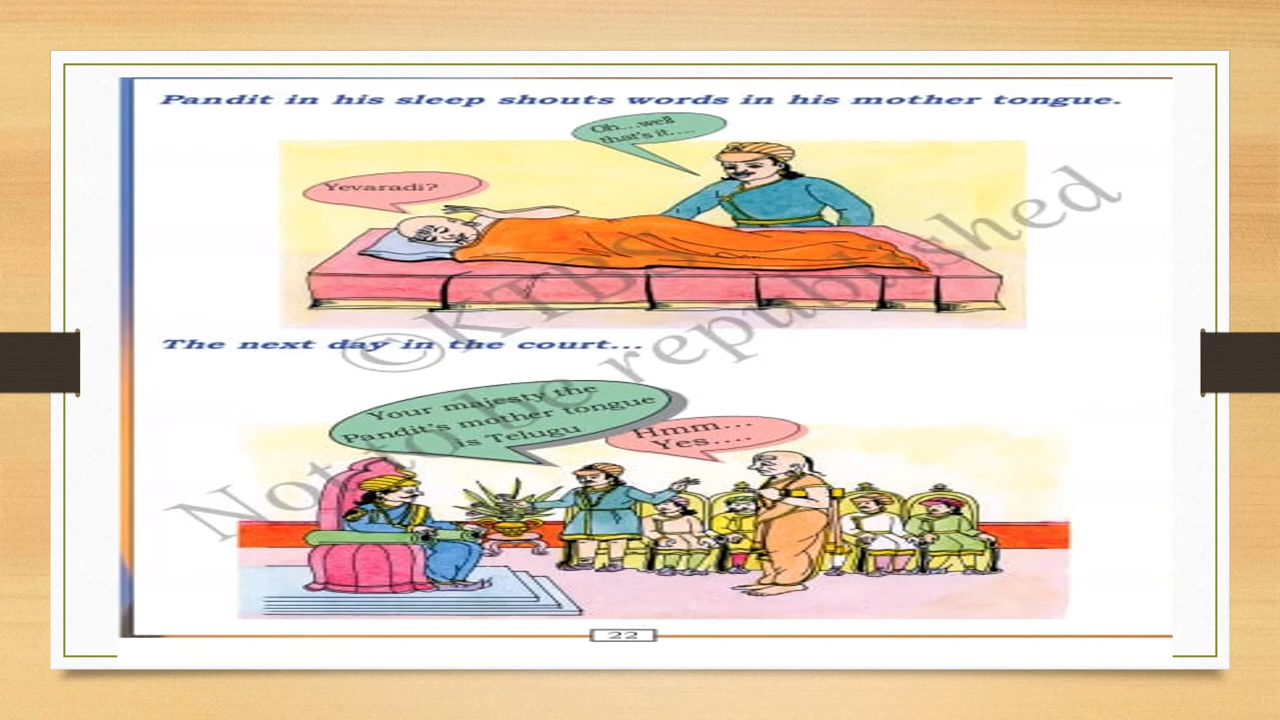 Pandit in his sleep shouts words in his mother tongue.
Oh...well
that's it....
Yevaradi?
The next day in the court...
Your majesty the
Pandit's mother tongue
is Telugu
Hmm...
Yes....
©KTBS
Not to be republished
22